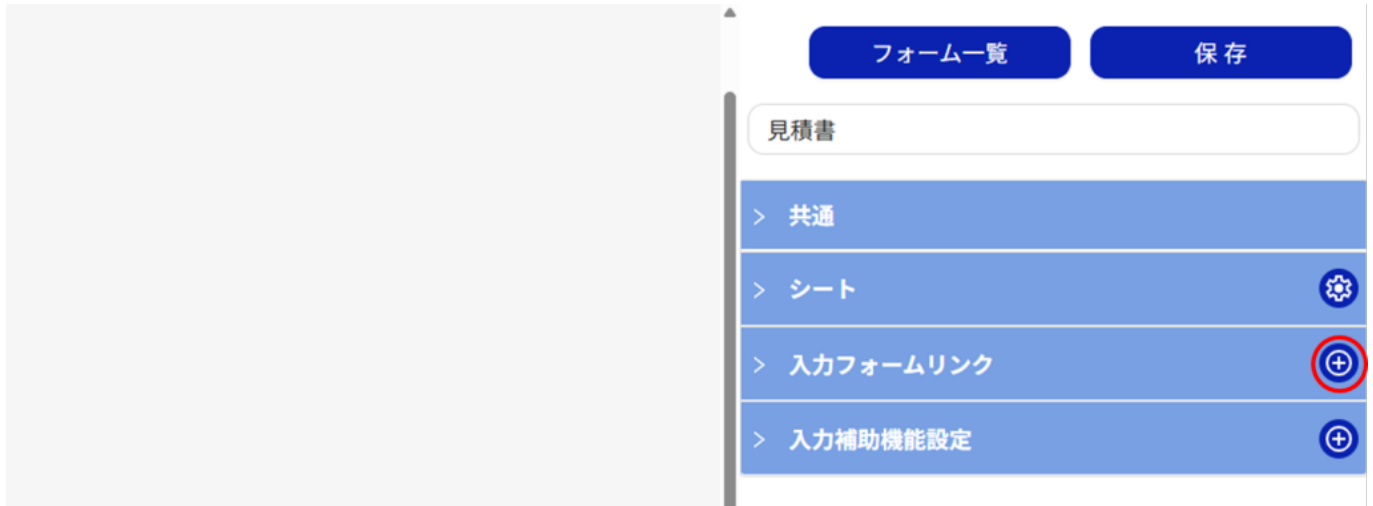 フォーム一覧 保存
見積書
共通
シート
入力フォームリンク
入力補助機能設定